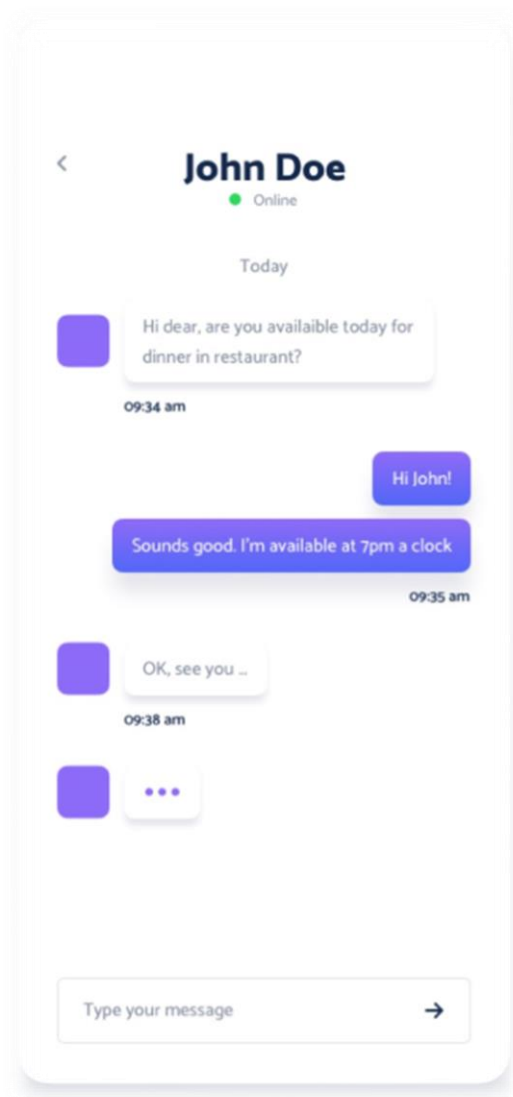 John Doe
Online
Today
Hi dear, are you availaible today for
dinner in restaurant?
09:34 am
Hi John!
Sounds good. I'm available at 7pm a clock
09:35 am
OK, see you ...
09:38 am
Type your message